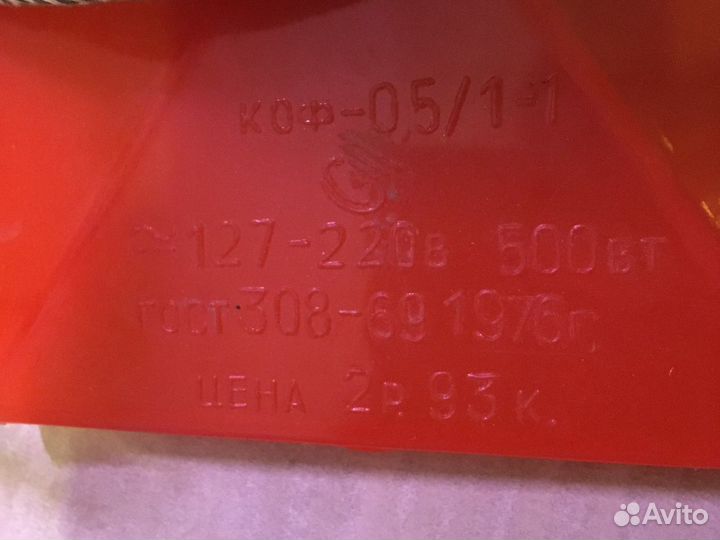 КОФ-0,5/1-1
~127-220В 500ВТ
ГОСТ 308-69 1976Г.
ЦЕНА 2Р. 93К.
Avito